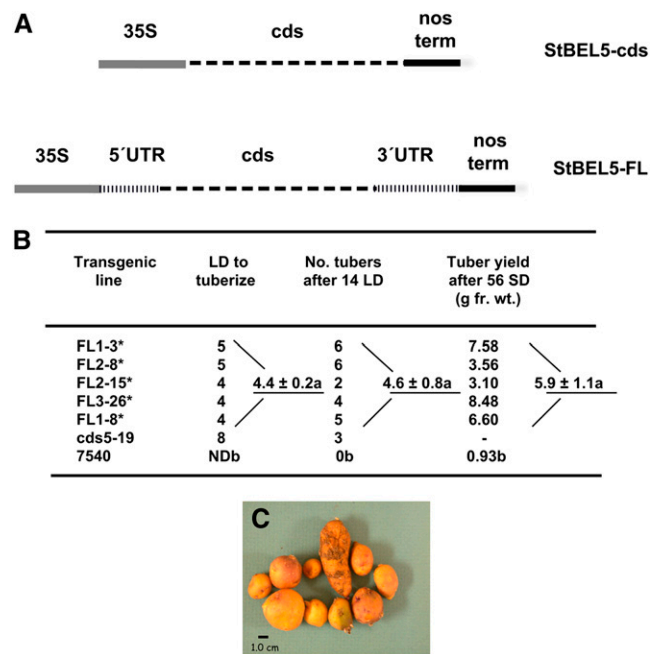 A
35S cds nos term StBEL5-cds
35S 5´UTR cds 3´UTR nos term StBEL5-FL
B
Transgenic line LD to tuberize No. tubers after 14 LD Tuber yield after 56 SD (g fr. wt.)
FL1-3* 5 6 7.58
FL2-8* 5 6 3.56
FL2-15* 4 4.4 ± 0.2a 2 4.6 ± 0.8a 3.10 5.9 ± 1.1a
FL3-26* 4 4 8.48
FL1-8* 4 5 6.60
cds5-19 8 3 -
7540 NDb 0b 0.93b
C
1.0 cm